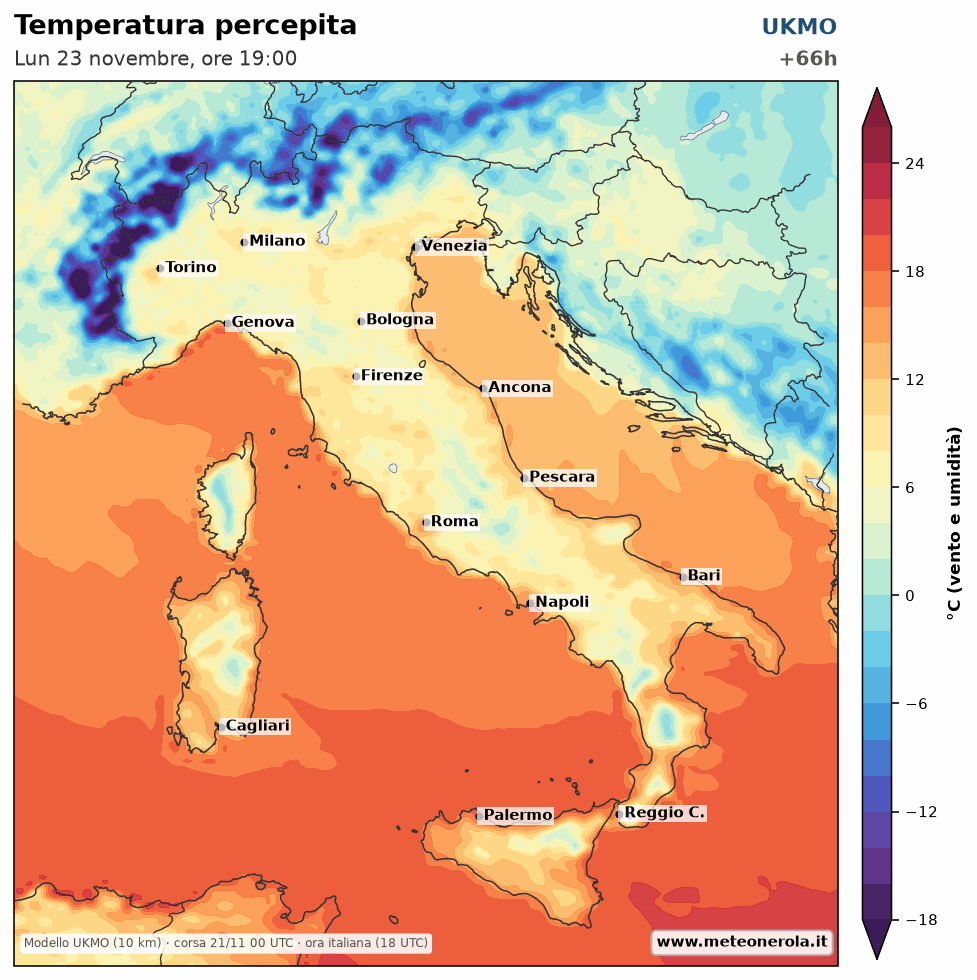 Temperatura percepita
UKMO
Lun 23 novembre, ore 19:00
+66h
Milano
Venezia
Torino
Genova
Bologna
Firenze
Ancona
Pescara
Roma
Bari
Napoli
Cagliari
Palermo
Reggio C.
24
18
12
6
0
−6
−12
−18
°C (vento e umidità)
Modello UKMO (10 km) · corsa 21/11 00 UTC · ora italiana (18 UTC)
www.meteonerola.it